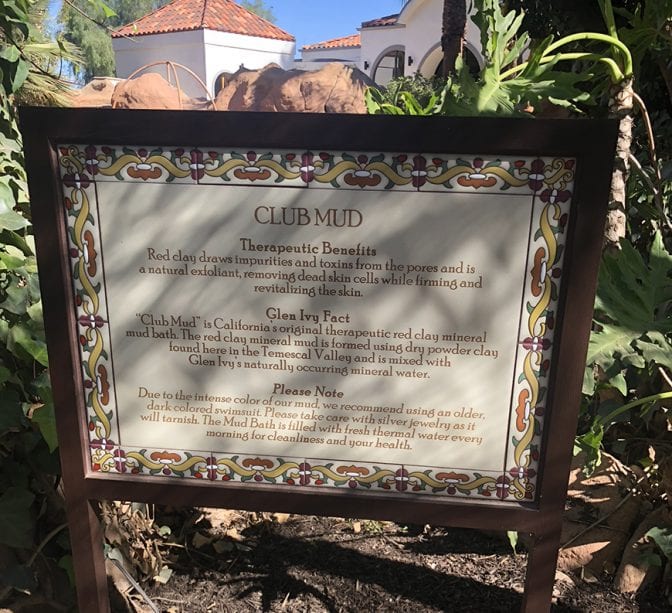 CLUB MUD
Therapeutic Benefits
Red clay draws impurities and toxins from the pores and is
a natural exfoliant, removing dead skin cells while firming and
revitalizing the skin.
Glen Ivy Fact
"Club Mud" is California's original therapeutic red clay mineral
mud bath. The red clay mineral mud is formed using dry powder clay
found here in the Temescal Valley and is mixed with
Glen Ivy's naturally occurring mineral water.
Please Note
Due to the intense color of our mud, we recommend using an older,
dark colored swimsuit. Please take care with silver jewelry as it
will tarnish. The Mud Bath is filled with fresh thermal water every
morning for cleanliness and your health.